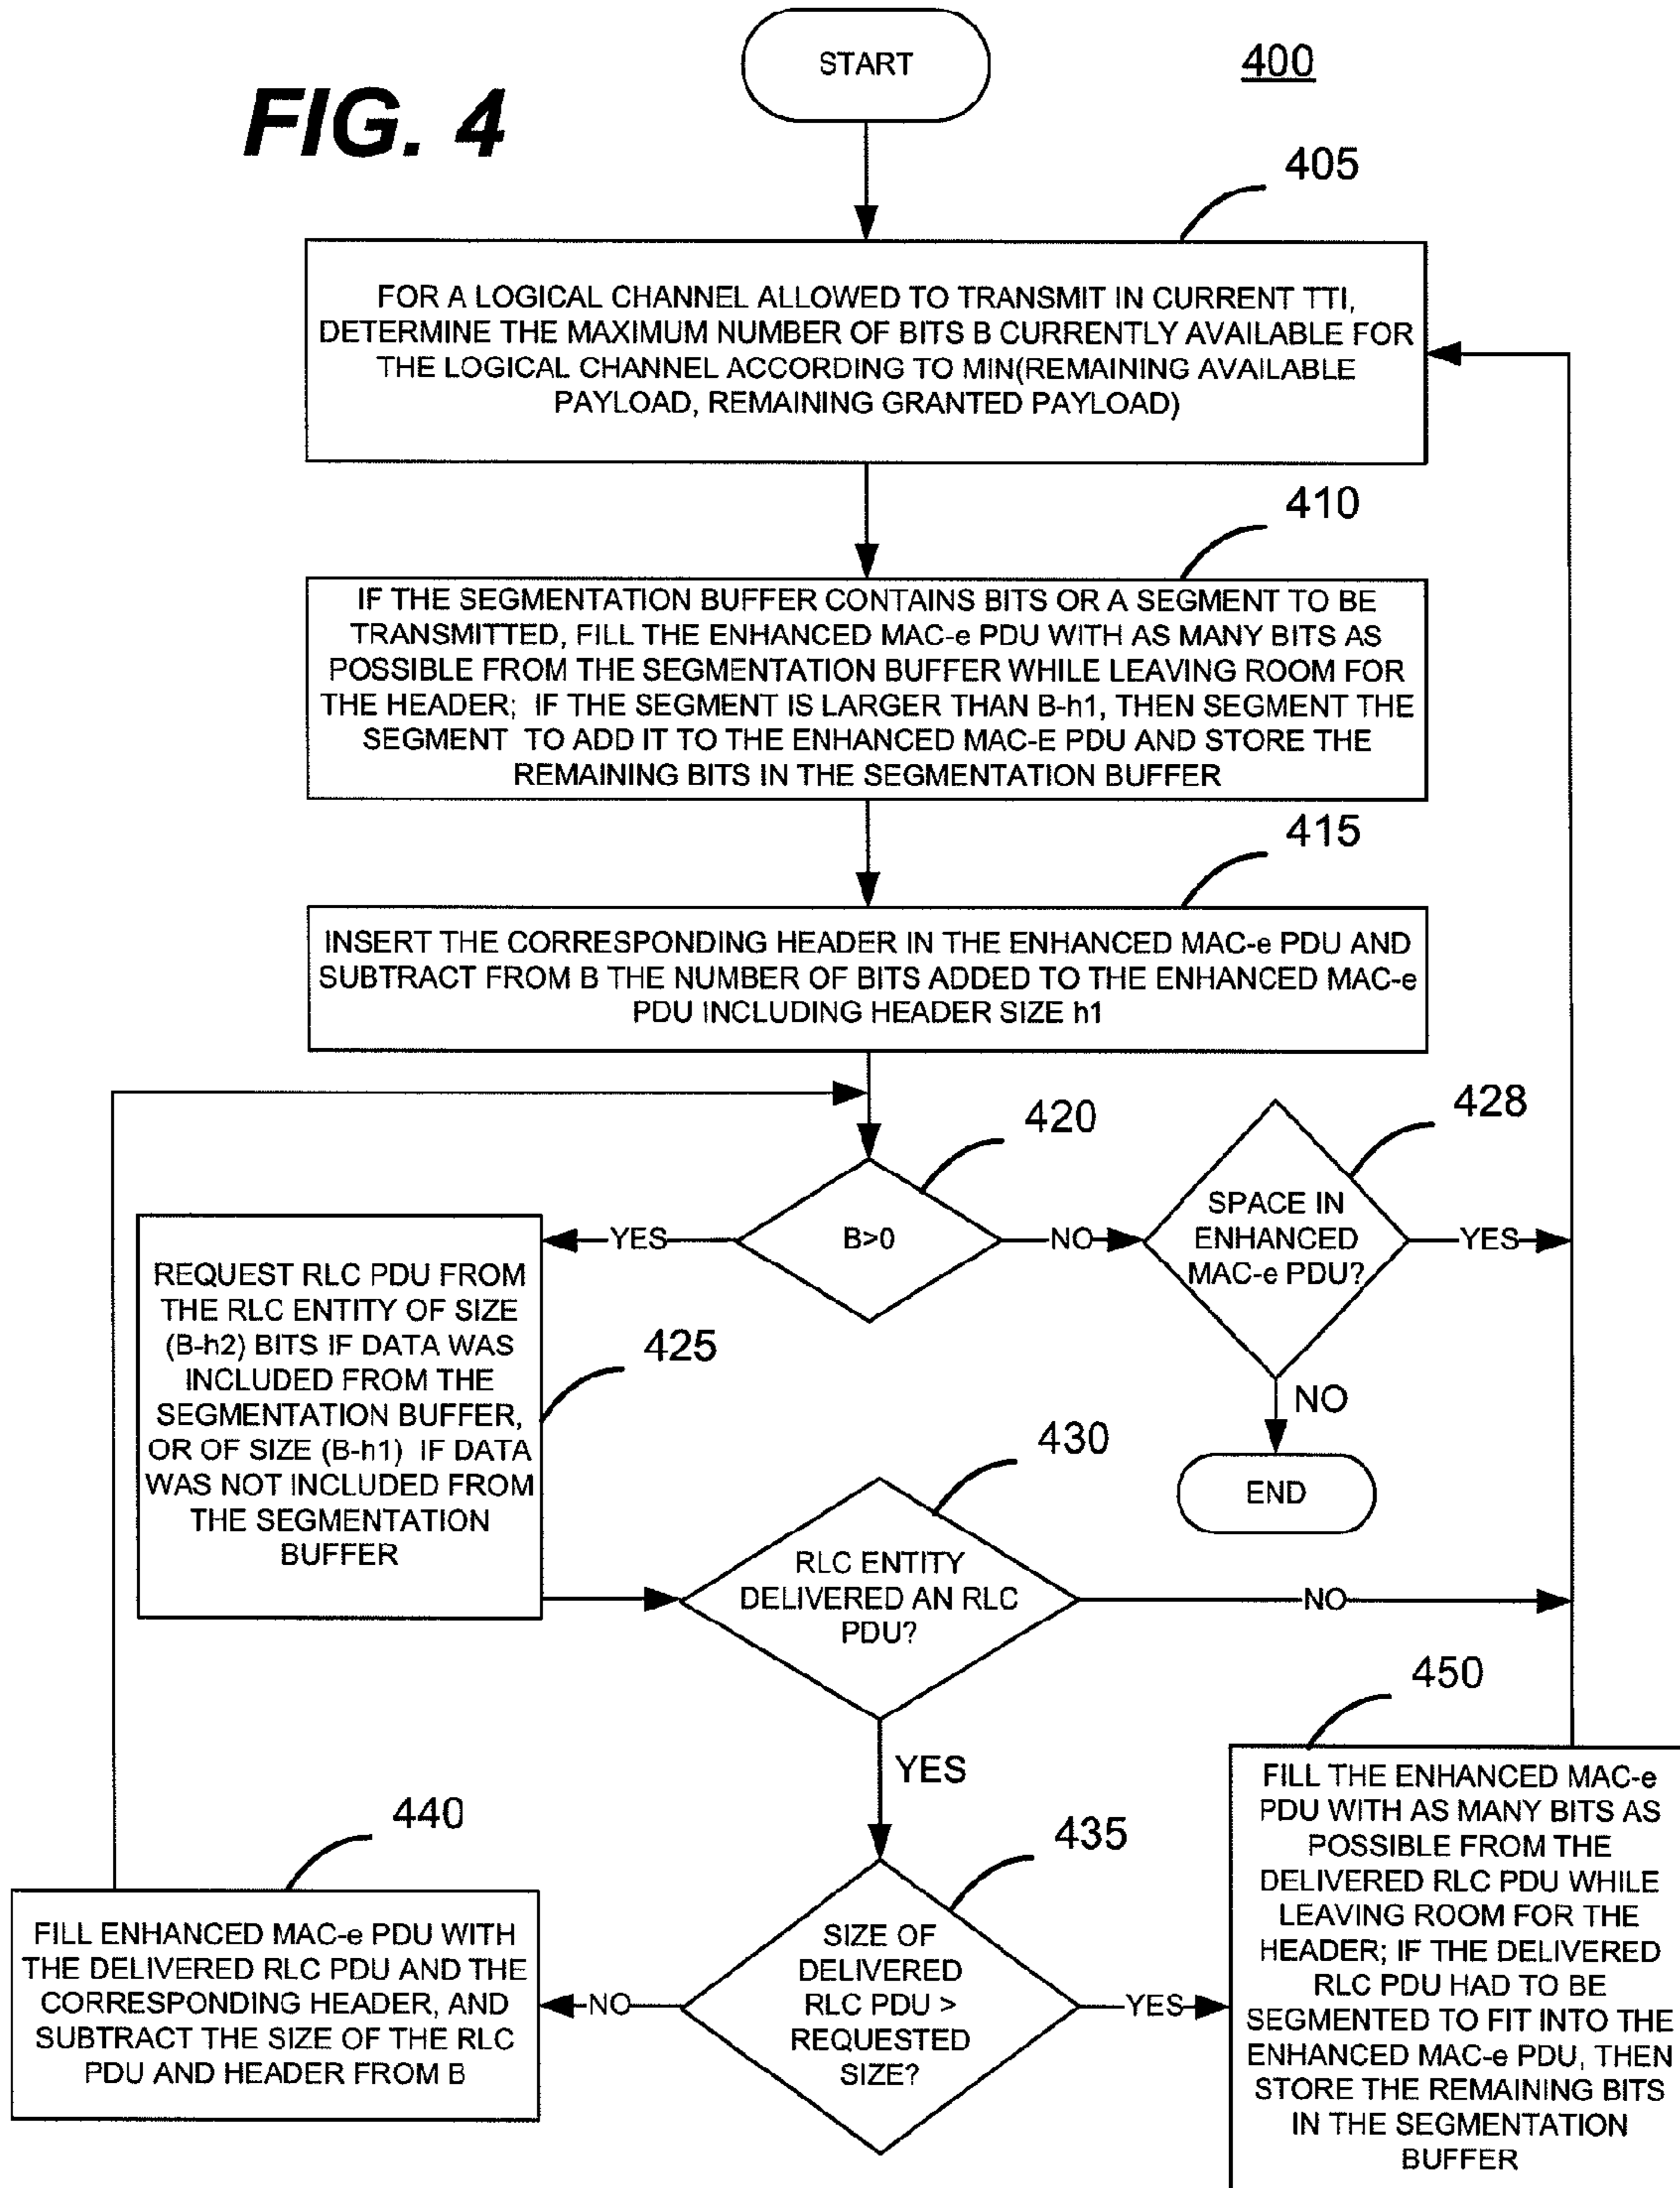 START
400
FIG. 4
405
FOR A LOGICAL CHANNEL ALLOWED TO TRANSMIT IN CURRENT TTI,
DETERMINE THE MAXIMUM NUMBER OF BITS B CURRENTLY AVAILABLE FOR
THE LOGICAL CHANNEL ACCORDING TO MIN(REMAINING AVAILABLE
PAYLOAD, REMAINING GRANTED PAYLOAD)
410
IF THE SEGMENTATION BUFFER CONTAINS BITS OR A SEGMENT TO BE
TRANSMITTED, FILL THE ENHANCED MAC-e PDU WITH AS MANY BITS AS
POSSIBLE FROM THE SEGMENTATION BUFFER WHILE LEAVING ROOM FOR
THE HEADER; IF THE SEGMENT IS LARGER THAN B-h1, THEN SEGMENT THE
SEGMENT TO ADD IT TO THE ENHANCED MAC-E PDU AND STORE THE
REMAINING BITS IN THE SEGMENTATION BUFFER
415
INSERT THE CORRESPONDING HEADER IN THE ENHANCED MAC-e PDU AND
SUBTRACT FROM B THE NUMBER OF BITS ADDED TO THE ENHANCED MAC-e
PDU INCLUDING HEADER SIZE h1
420
B>0
YES
NO
428
SPACE IN
ENHANCED
MAC-e PDU?
YES
NO
END
425
REQUEST RLC PDU FROM
THE RLC ENTITY OF SIZE
(B-h2) BITS IF DATA WAS
INCLUDED FROM THE
SEGMENTATION BUFFER,
OR OF SIZE (B-h1) IF DATA
WAS NOT INCLUDED FROM
THE SEGMENTATION
BUFFER
430
RLC ENTITY
DELIVERED AN RLC
PDU?
NO
YES
435
SIZE OF
DELIVERED
RLC PDU >
REQUESTED
SIZE?
NO
YES
440
FILL ENHANCED MAC-e PDU WITH
THE DELIVERED RLC PDU AND THE
CORRESPONDING HEADER, AND
SUBTRACT THE SIZE OF THE RLC
PDU AND HEADER FROM B
450
FILL THE ENHANCED MAC-e
PDU WITH AS MANY BITS AS
POSSIBLE FROM THE
DELIVERED RLC PDU WHILE
LEAVING ROOM FOR THE
HEADER; IF THE DELIVERED
RLC PDU HAD TO BE
SEGMENTED TO FIT INTO THE
ENHANCED MAC-e PDU, THEN
STORE THE REMAINING BITS
IN THE SEGMENTATION
BUFFER